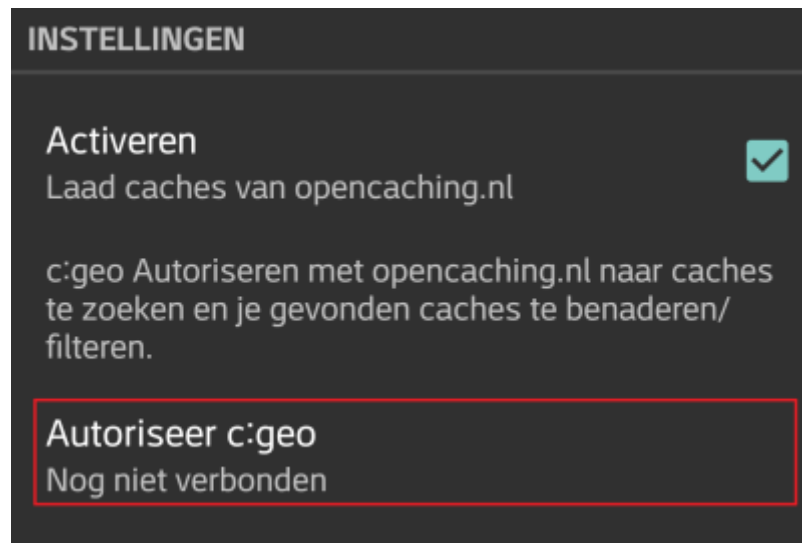 INSTELLINGEN
Activeren
Laad caches van opencaching.nl
c:geo Autoriseren met opencaching.nl naar caches
te zoeken en je gevonden caches te benaderen/
filteren.
Autoriseer c:geo
Nog niet verbonden